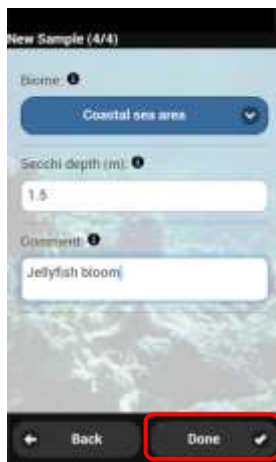 New Sample (4/4)
Biome:
Coastal sea area
Secchi depth (m):
1.5
Comment:
Jellyfish bloom
Back
Done